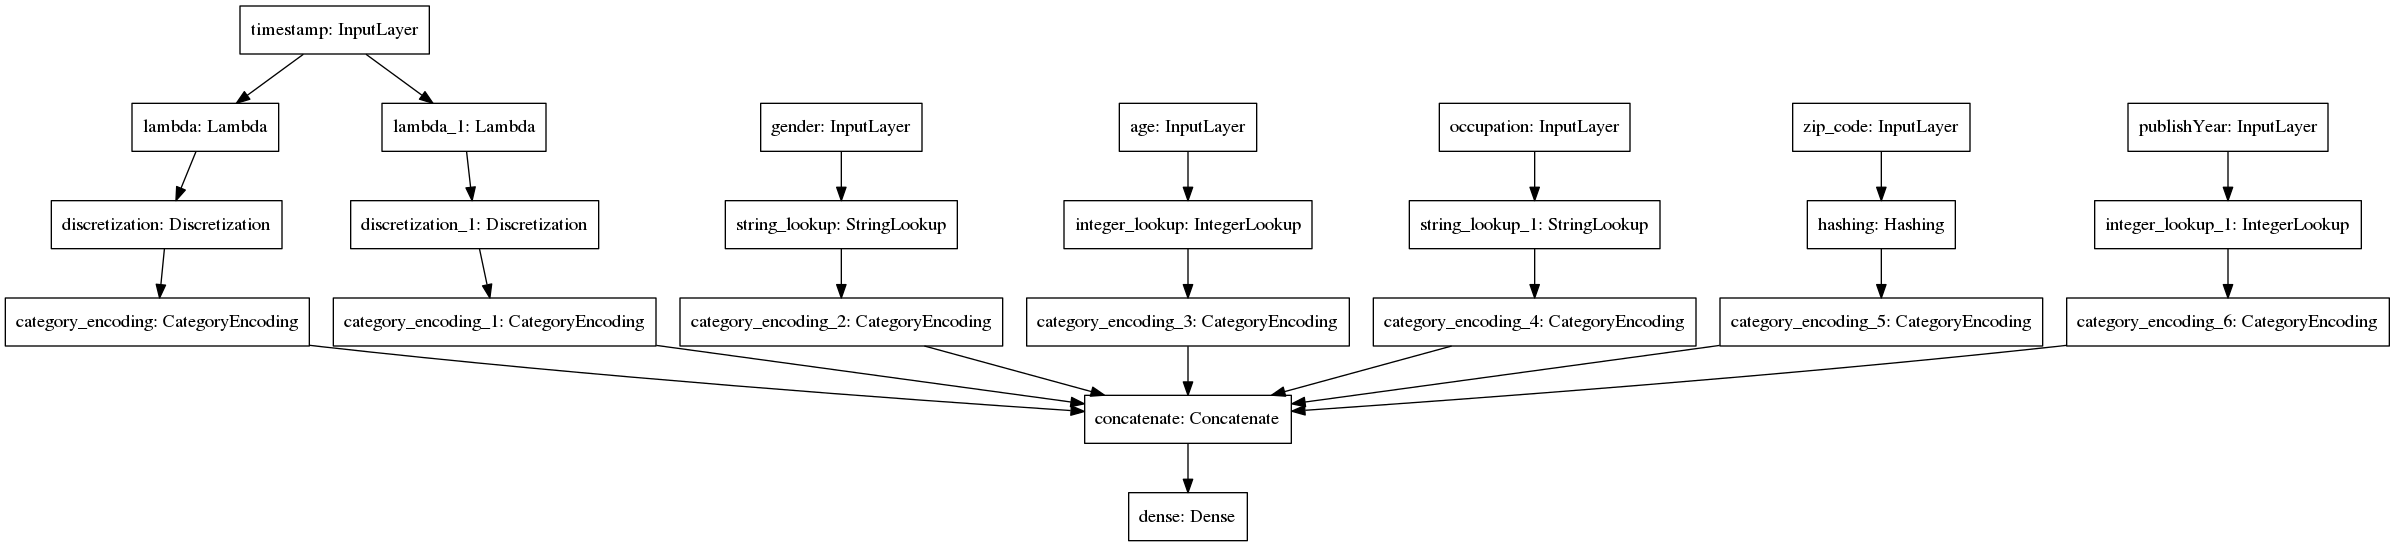 timestamp: InputLayer
lambda: Lambda
lambda_1: Lambda
gender: InputLayer
age: InputLayer
occupation: InputLayer
zip_code: InputLayer
publishYear: InputLayer
discretization: Discretization
discretization_1: Discretization
string_lookup: StringLookup
integer_lookup: IntegerLookup
string_lookup_1: StringLookup
hashing: Hashing
integer_lookup_1: IntegerLookup
category_encoding: CategoryEncoding
category_encoding_1: CategoryEncoding
category_encoding_2: CategoryEncoding
category_encoding_3: CategoryEncoding
category_encoding_4: CategoryEncoding
category_encoding_5: CategoryEncoding
category_encoding_6: CategoryEncoding
concatenate: Concatenate
dense: Dense